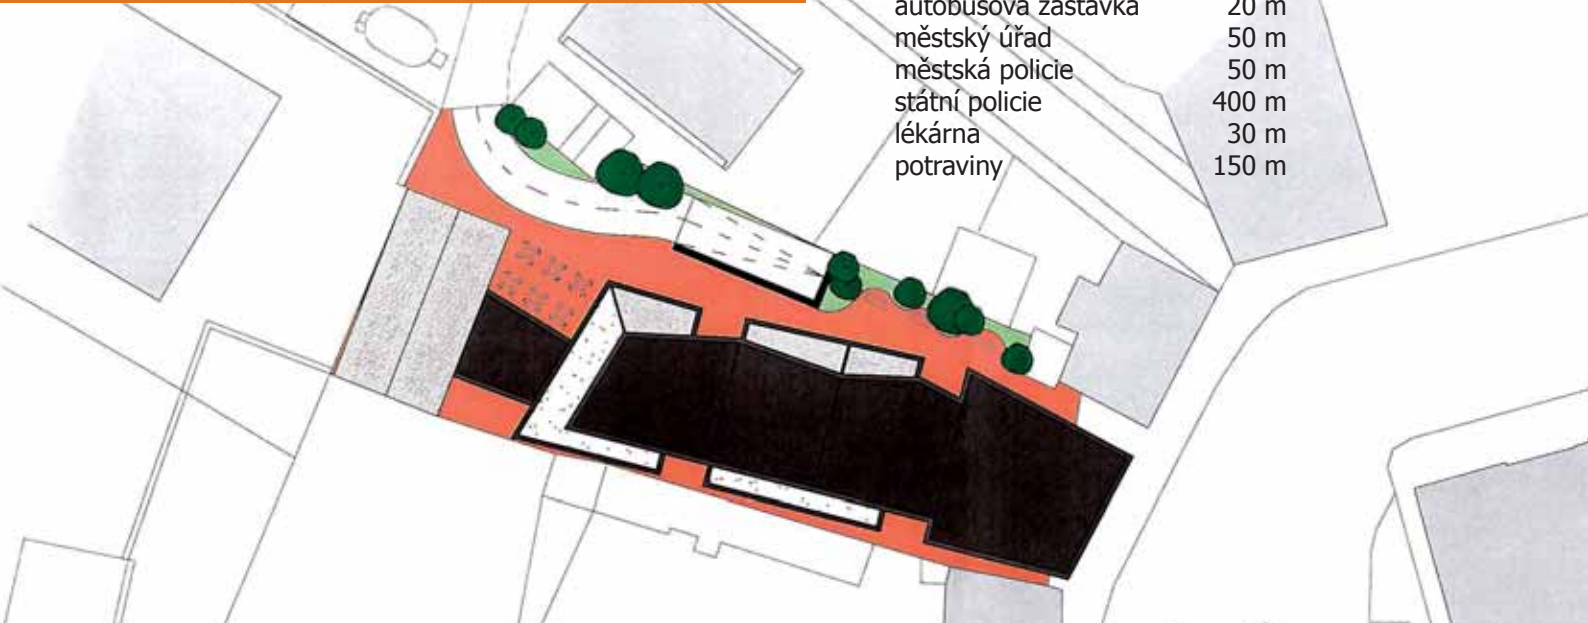 autobusová zastávka 20 m
městský úřad 50 m
městská policie 50 m
státní policie 400 m
lékárna 30 m
potraviny 150 m